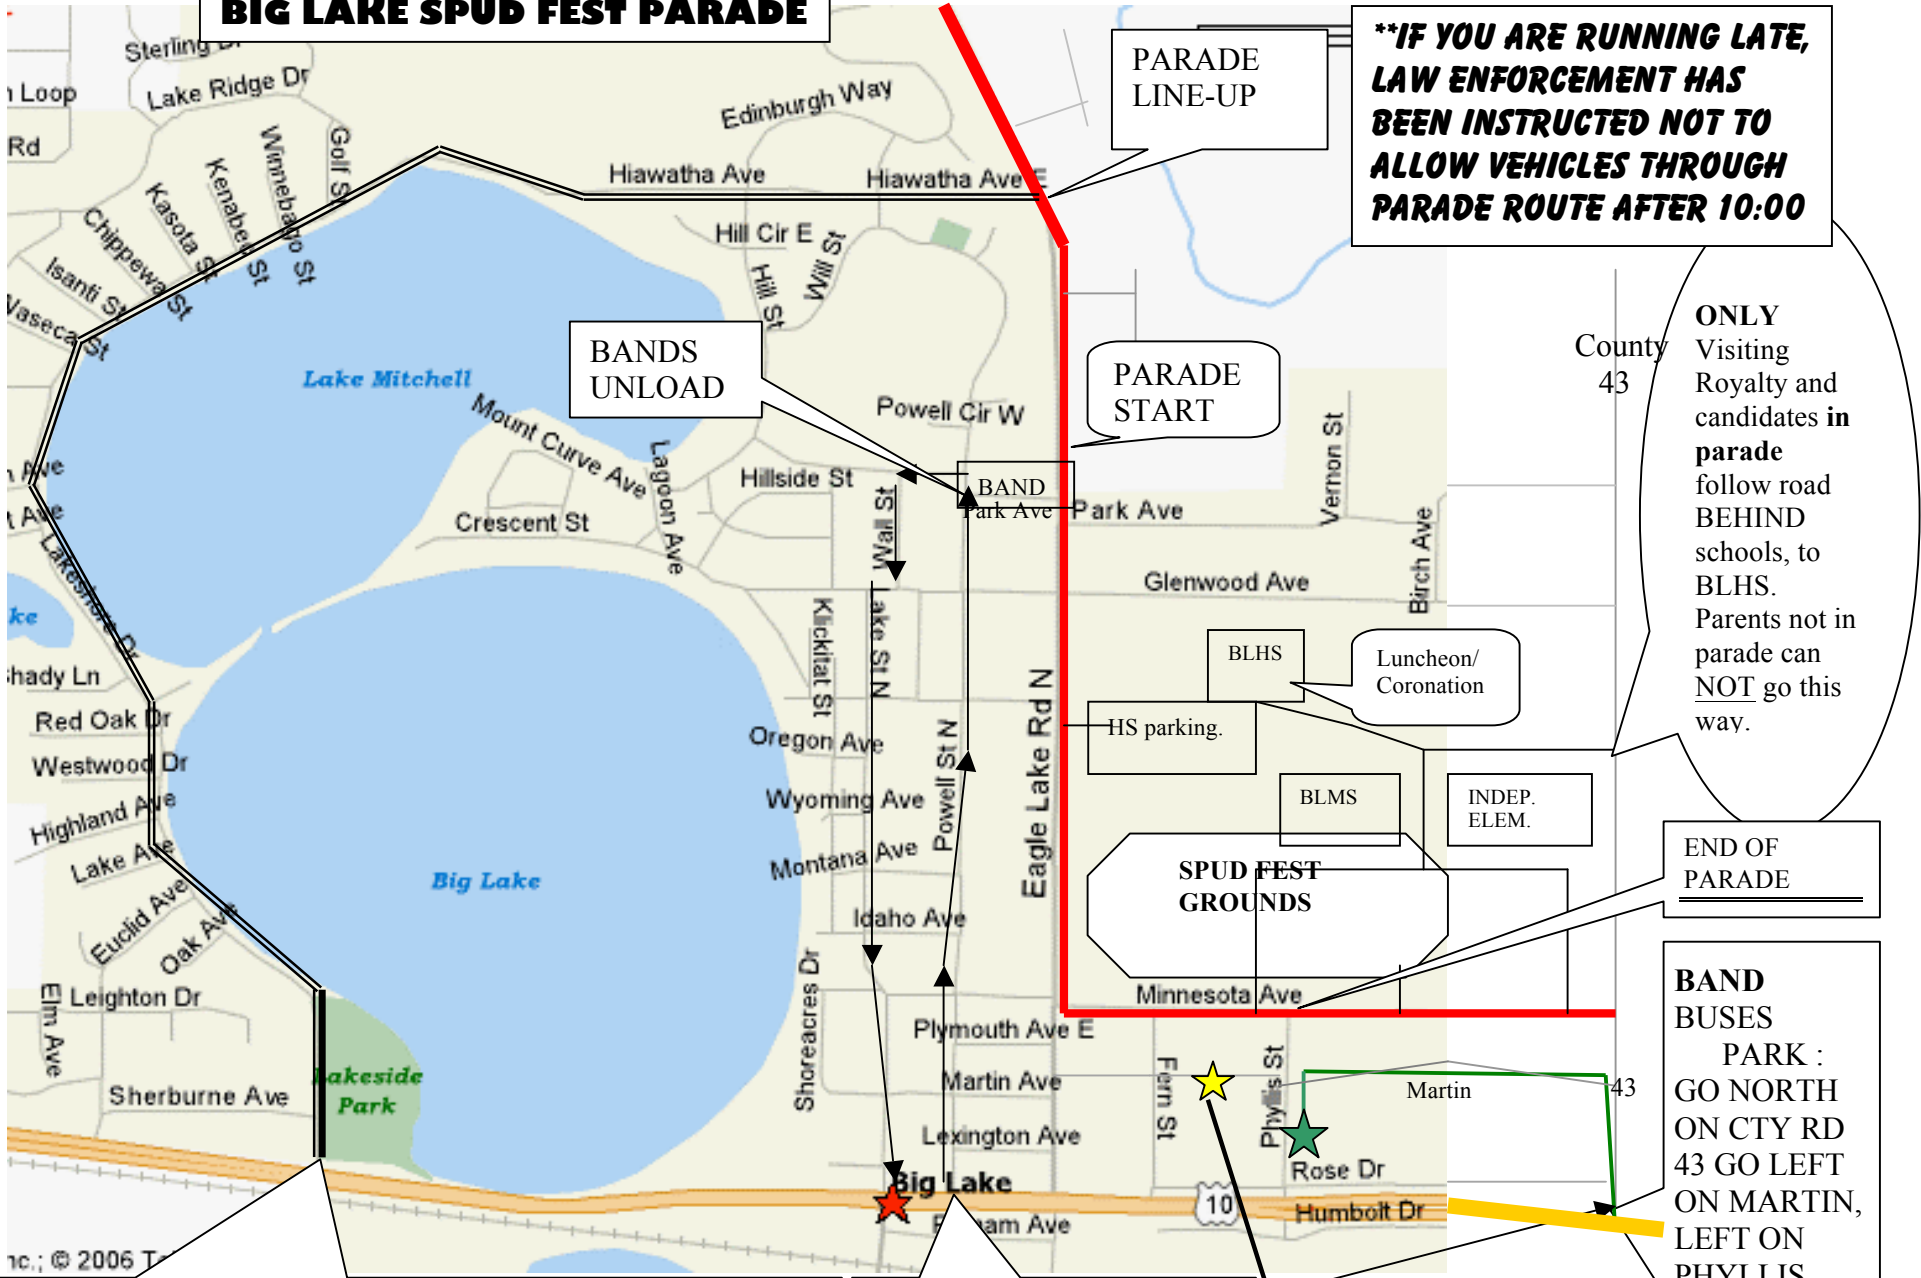 BIG LAKE SPUD FEST PARADE
**IF YOU ARE RUNNING LATE,
LAW ENFORCEMENT HAS
BEEN INSTRUCTED NOT TO
ALLOW VEHICLES THROUGH
PARADE ROUTE AFTER 10:00
PARADE
LINE-UP
Sterling Dr
Loop
Lake Ridge Dr
Rd
Golf St
Winnebago St
Kenabec St
Kasota St
Chippewa St
Isanti St
Waseca St
Edinburgh Way
Hiawatha Ave
Hiawatha Ave E
Hill Cir E
Will St
Hill St
BANDS
UNLOAD
PARADE
START
County
43
ONLY
Visiting
Royalty and
candidates in
parade
follow road
BEHIND
schools, to
BLHS.
Parents not in
parade can
NOT go this
way.
Lake Mitchell
Mount Curve Ave
Lagoon Ave
Crescent St
Powell Cir W
Hillside St
Wall St
BAND
Park Ave
Park Ave
Vernon St
Birch Ave
Glenwood Ave
Ave
Ave
Lakeshore Dr
ke
Shady Ln
Red Oak Dr
Westwood Dr
Highland Ave
Lake Ave
Euclid Ave
Oak Ave
Klickitat St
Lake St N
Oregon Ave
Wyoming Ave
Montana Ave
Idaho Ave
Powell St N
Eagle Lake Rd N
BLHS
Luncheon/
Coronation
HS parking.
BLMS
INDEP.
ELEM.
SPUD FEST
GROUNDS
END OF
PARADE
Big Lake
Elm Ave
Leighton Dr
Sherburne Ave
Lakeside
Park
Shoreacres Dr
Minnesota Ave
Plymouth Ave E
Martin Ave
Lexington Ave
Fern St
Phyllis St
Martin
43
Rose Dr
Big Lake
10
Humbolt Dr
BAND
BUSES
PARK :
GO NORTH
ON CTY RD
43 GO LEFT
ON MARTIN,
LEFT ON
PHYLLIS
nc.; © 2006